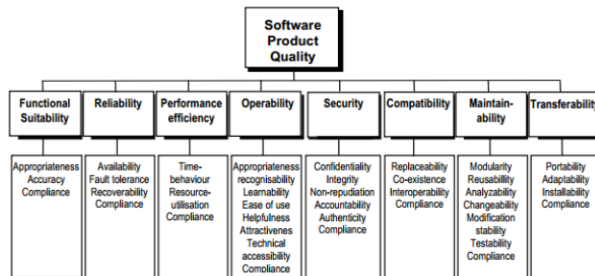 Software
Product
Quality
Functional
Suitability
Reliability
Performance
efficiency
Operability
Security
Compatibility
Maintain-
ability
Transferability
Appropriateness
Accuracy
Compliance
Availability
Fault tolerance
Recoverability
Compliance
Time-
behaviour
Resource-
utilisation
Compliance
Appropriateness
recognisability
Learnability
Ease of use
Helpfulness
Attractivenes
Technical
accessibility
Compliance
Confidentiality
Integrity
Non-repudiation
Accountability
Authenticity
Compliance
Replaceability
Co-existence
Interoperability
Compliance
Modularity
Reusability
Analyzability
Changeability
Modification
stability
Testability
Compliance
Portability
Adaptability
Installability
Compliance